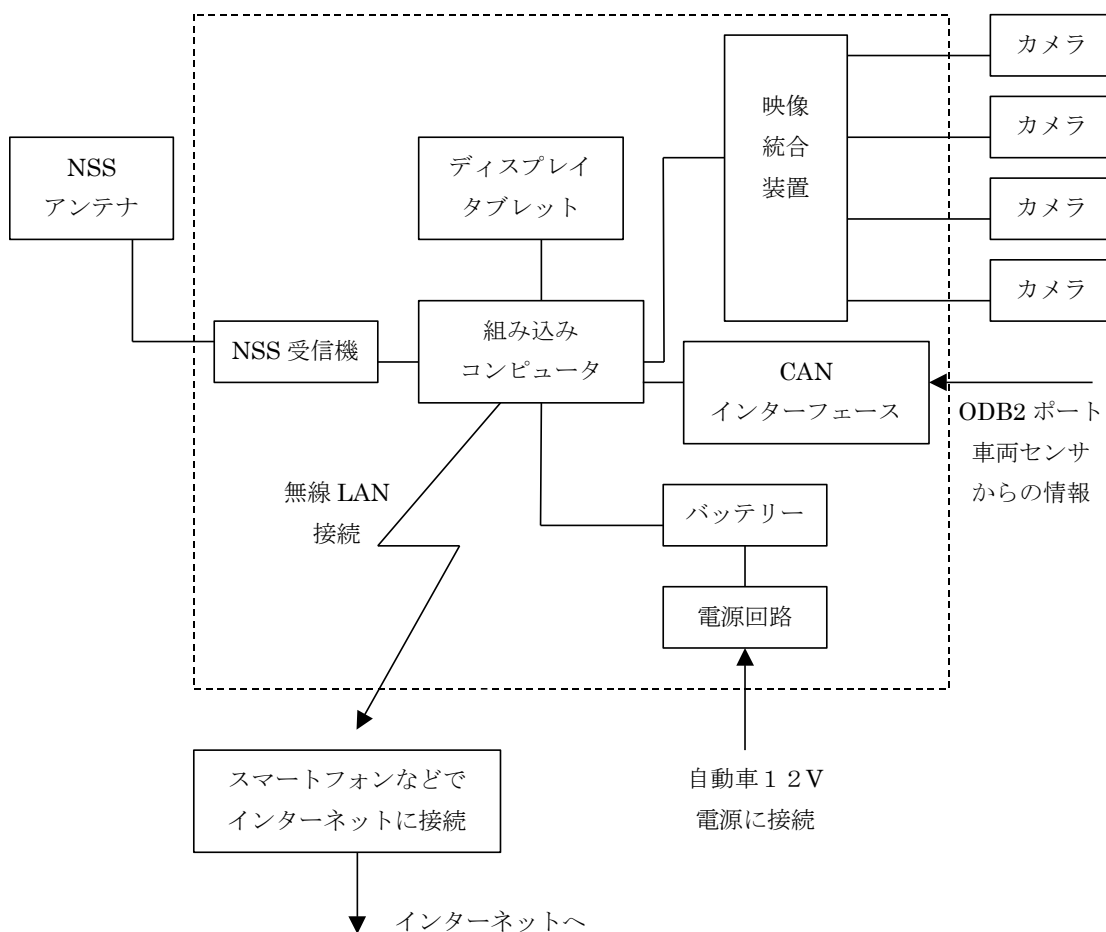 カメラ
映像
統合
装置
カメラ
NSS
アンテナ
ディスプレイ
タブレット
カメラ
カメラ
NSS 受信機
組み込み
コンピュータ
CAN
インターフェース
ODB2 ポート
車両センサ
からの情報
無線 LAN
接続
バッテリー
電源回路
スマートフォンなどで
インターネットに接続
自動車１２V
電源に接続
インターネットへ